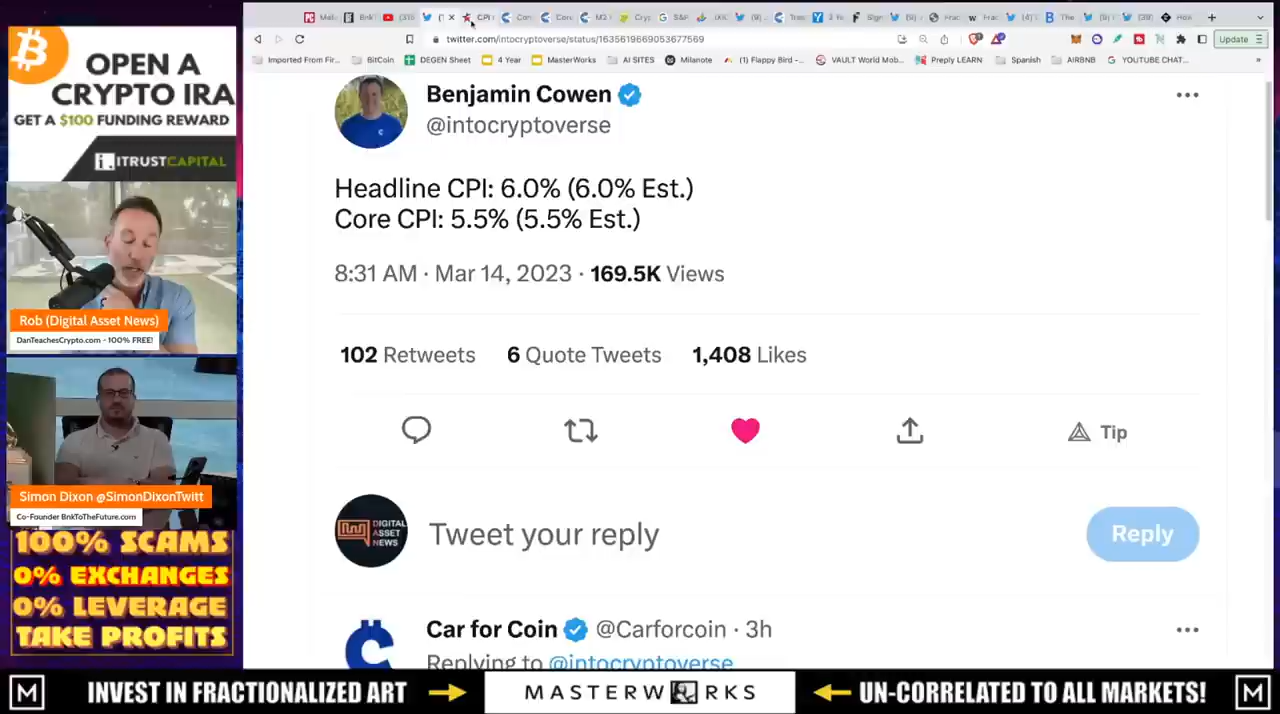 twitter.com/intocryptoverse/status/1635619669053677569
Update
Imported From Fir...
BitCoin
DEGEN Sheet
4 Year
MasterWorks
AI SITES
Milanote
(1) Flappy Bird -...
VAULT World Mob...
Preply LEARN
Spanish
AIRBNB
YOUTUBE CHAT...
OPEN A
CRYPTO IRA
GET A $100 FUNDING REWARD
ITRUSTCAPITAL
Rob (Digital Asset News)
DanTeachesCrypto.com - 100% FREE!
Simon Dixon @SimonDixonTwitt
Co-Founder BnkToTheFuture.com
100% SCAMS
0% EXCHANGES
0% LEVERAGE
TAKE PROFITS
Benjamin Cowen
@intocryptoverse
Headline CPI: 6.0% (6.0% Est.)
Core CPI: 5.5% (5.5% Est.)
8:31 AM · Mar 14, 2023 · 169.5K Views
102 Retweets 6 Quote Tweets 1,408 Likes
Tip
DIGITAL
ASSET
NEWS
Tweet your reply
Reply
Car for Coin @Carforcoin · 3h
Replying to @intocryptoverse
M INVEST IN FRACTIONALIZED ART
MASTERWORKS
UN-CORRELATED TO ALL MARKETS! M